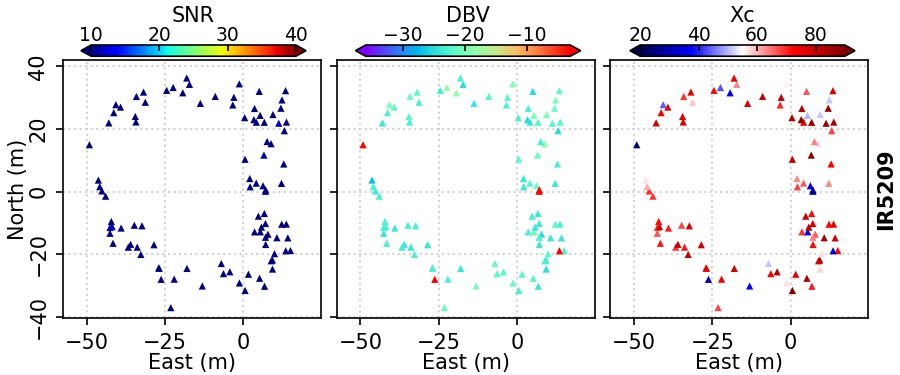 SNR DBV Xc
10 20 30 40 −30 −20 −10 20 40 60 80
40
20
0
−20
−40
North (m)
IR5209
−50 −25 0 −50 −25 0 −50 −25 0
East (m) East (m) East (m)